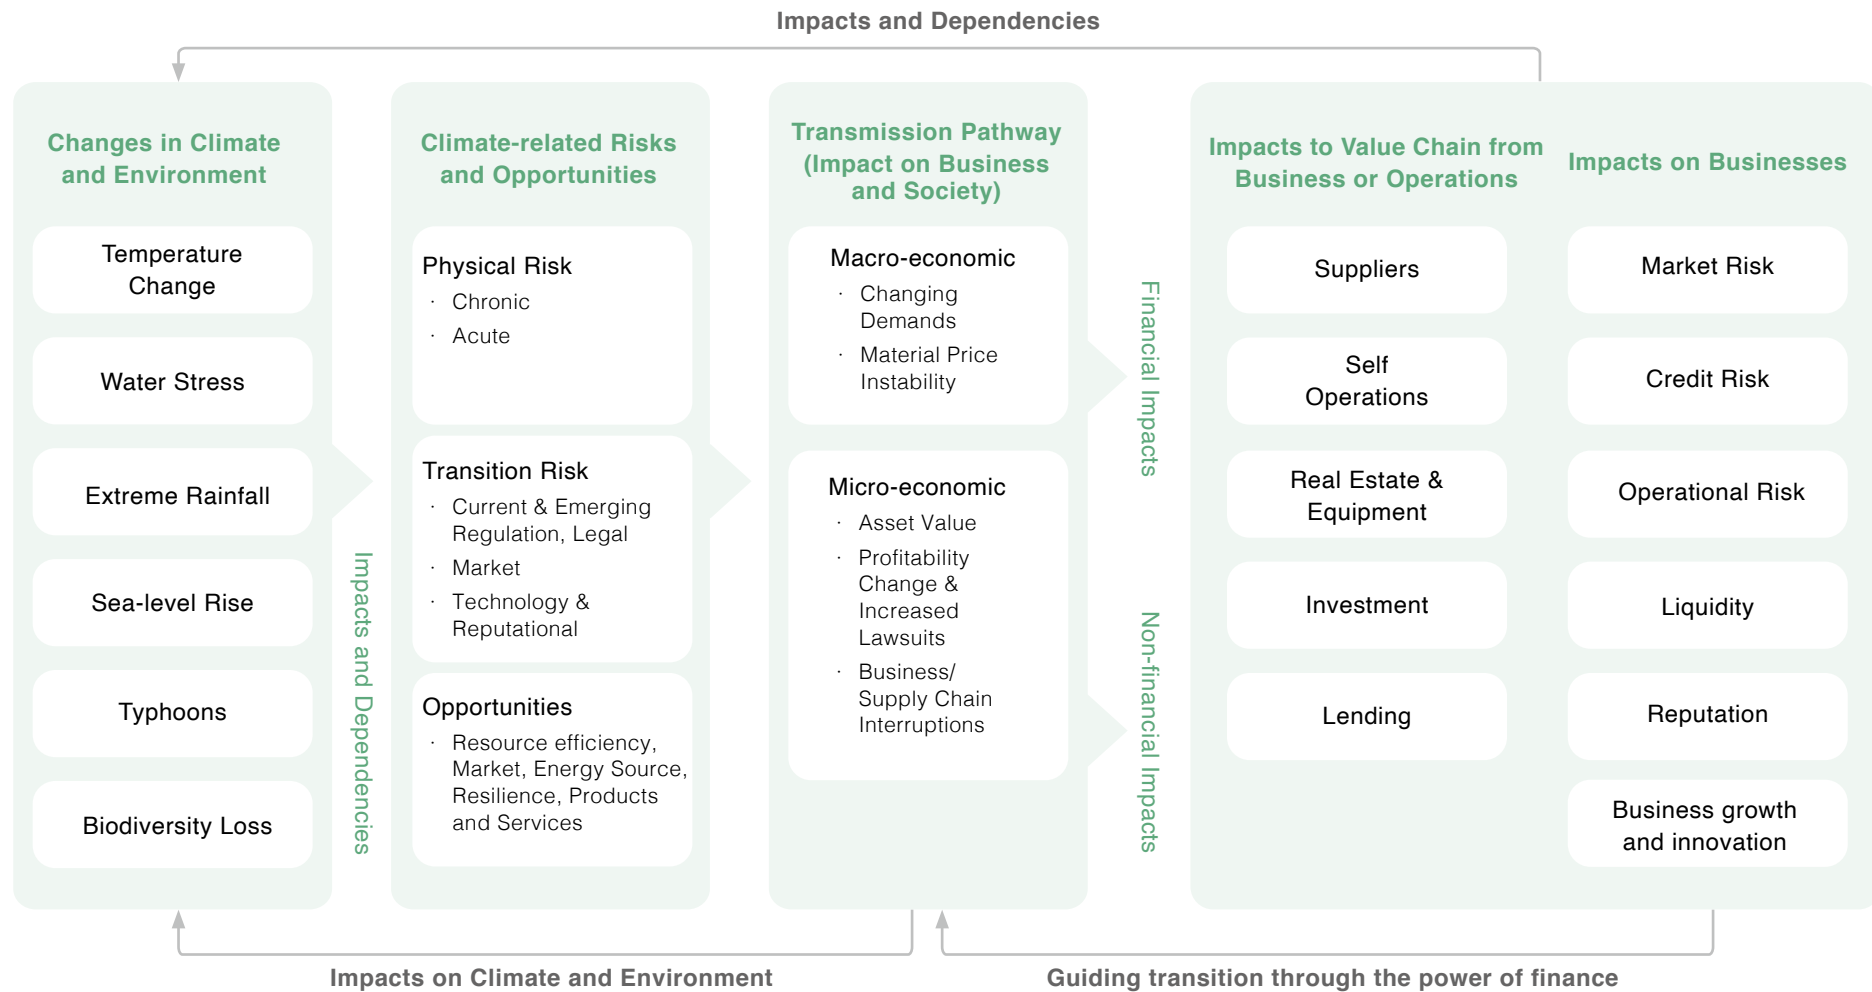 Impacts and Dependencies
Changes in Climate
and Environment
Temperature
Change
Water Stress
Extreme Rainfall
Sea-level Rise
Typhoons
Biodiversity Loss
Impacts and Dependencies
Climate-related Risks
and Opportunities
Physical Risk
· Chronic
· Acute
Transition Risk
· Current & Emerging
Regulation, Legal
· Market
· Technology &
Reputational
Opportunities
· Resource efficiency,
Market, Energy Source,
Resilience, Products
and Services
Transmission Pathway
(Impact on Business
and Society)
Macro-economic
· Changing
Demands
· Material Price
Instability
Micro-economic
· Asset Value
· Profitability
Change &
Increased
Lawsuits
· Business/
Supply Chain
Interruptions
Financial Impacts
Non-financial Impacts
Impacts to Value Chain from
Business or Operations
Suppliers
Self
Operations
Real Estate &
Equipment
Investment
Lending
Impacts on Businesses
Market Risk
Credit Risk
Operational Risk
Liquidity
Reputation
Business growth
and innovation
Impacts on Climate and Environment
Guiding transition through the power of finance